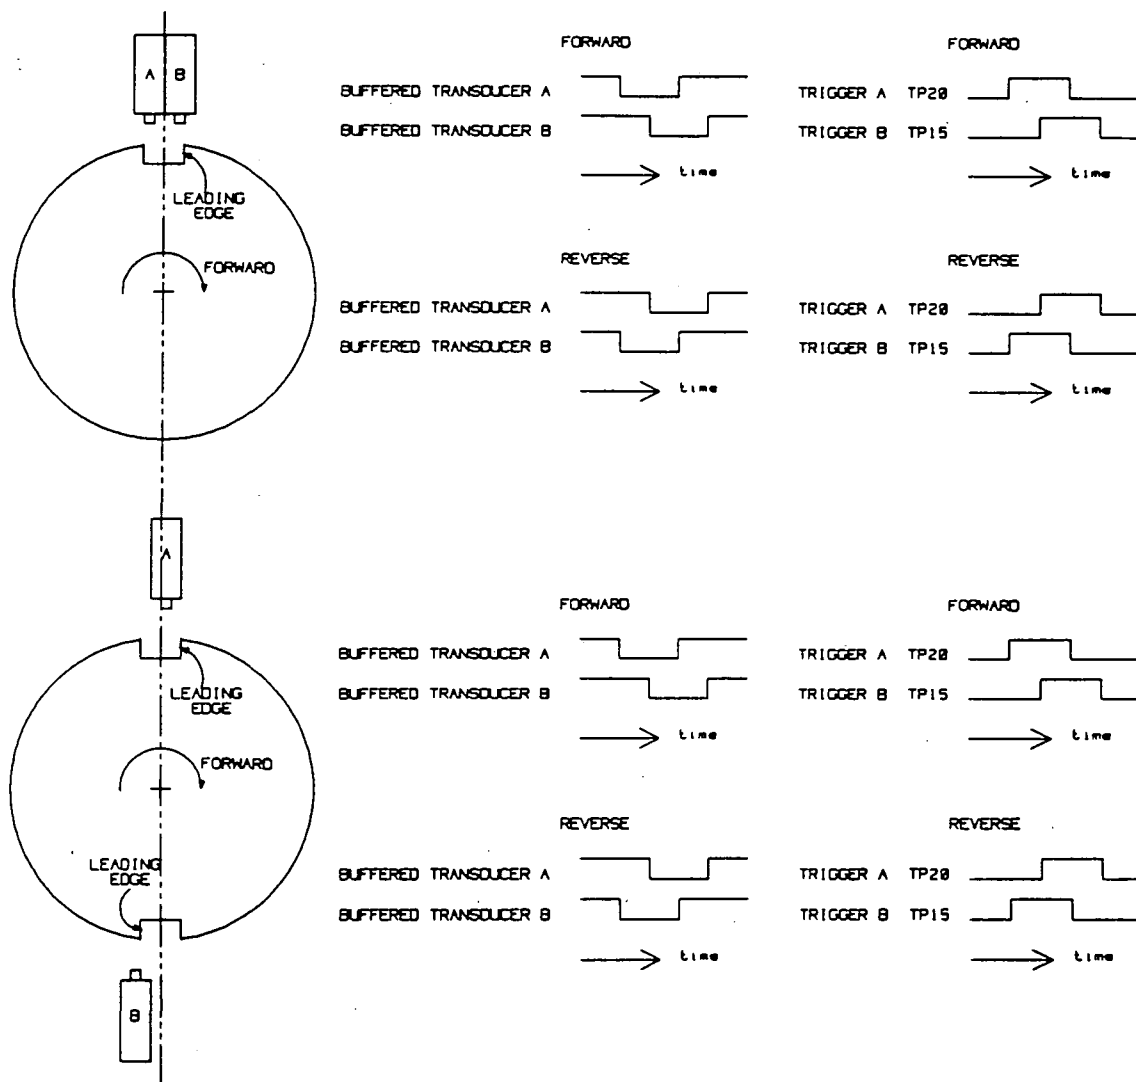 A B
LEADING
EDGE
FORWARD
FORWARD
BUFFERED TRANSDUCER A
BUFFERED TRANSDUCER B
time
FORWARD
TRIGGER A TP20
TRIGGER B TP15
time
REVERSE
BUFFERED TRANSDUCER A
BUFFERED TRANSDUCER B
time
REVERSE
TRIGGER A TP20
TRIGGER B TP15
time
A
LEADING
EDGE
FORWARD
LEADING
EDGE
B
FORWARD
BUFFERED TRANSDUCER A
BUFFERED TRANSDUCER B
time
FORWARD
TRIGGER A TP20
TRIGGER B TP15
time
REVERSE
BUFFERED TRANSDUCER A
BUFFERED TRANSDUCER B
time
REVERSE
TRIGGER A TP20
TRIGGER B TP15
time